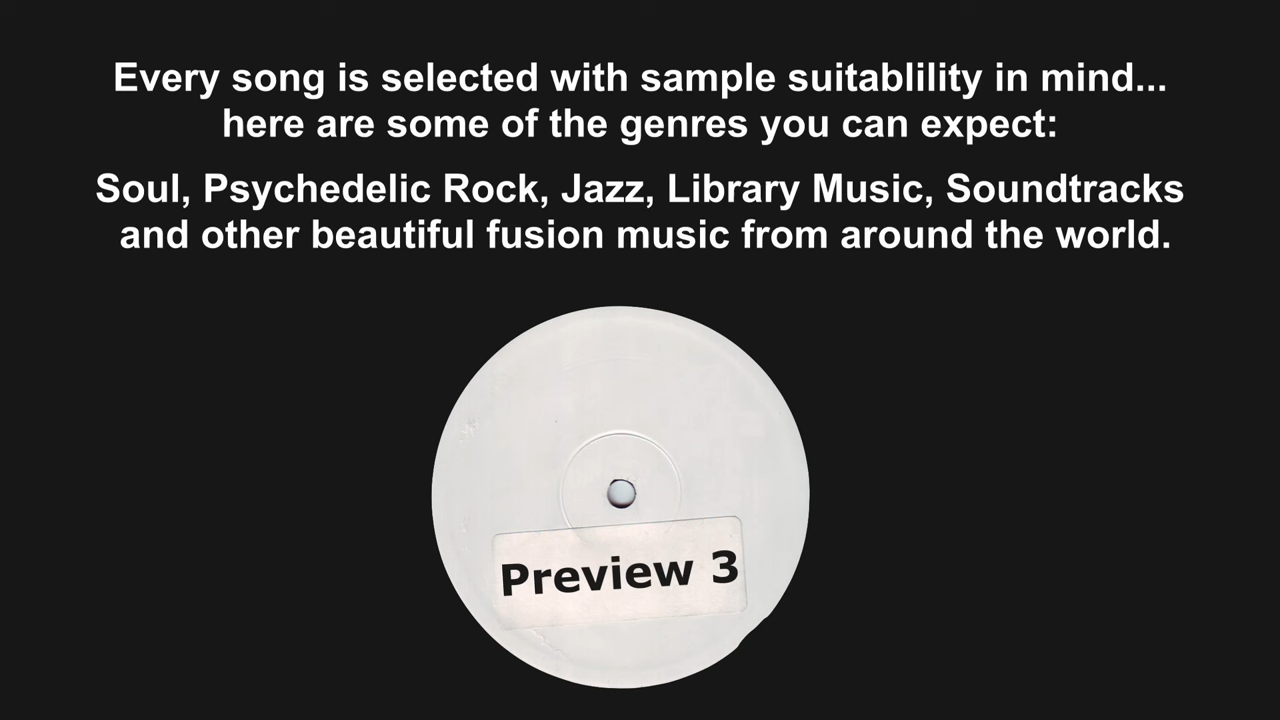 Every song is selected with sample suitablility in mind...
here are some of the genres you can expect:
Soul, Psychedelic Rock, Jazz, Library Music, Soundtracks
and other beautiful fusion music from around the world.
Preview 3